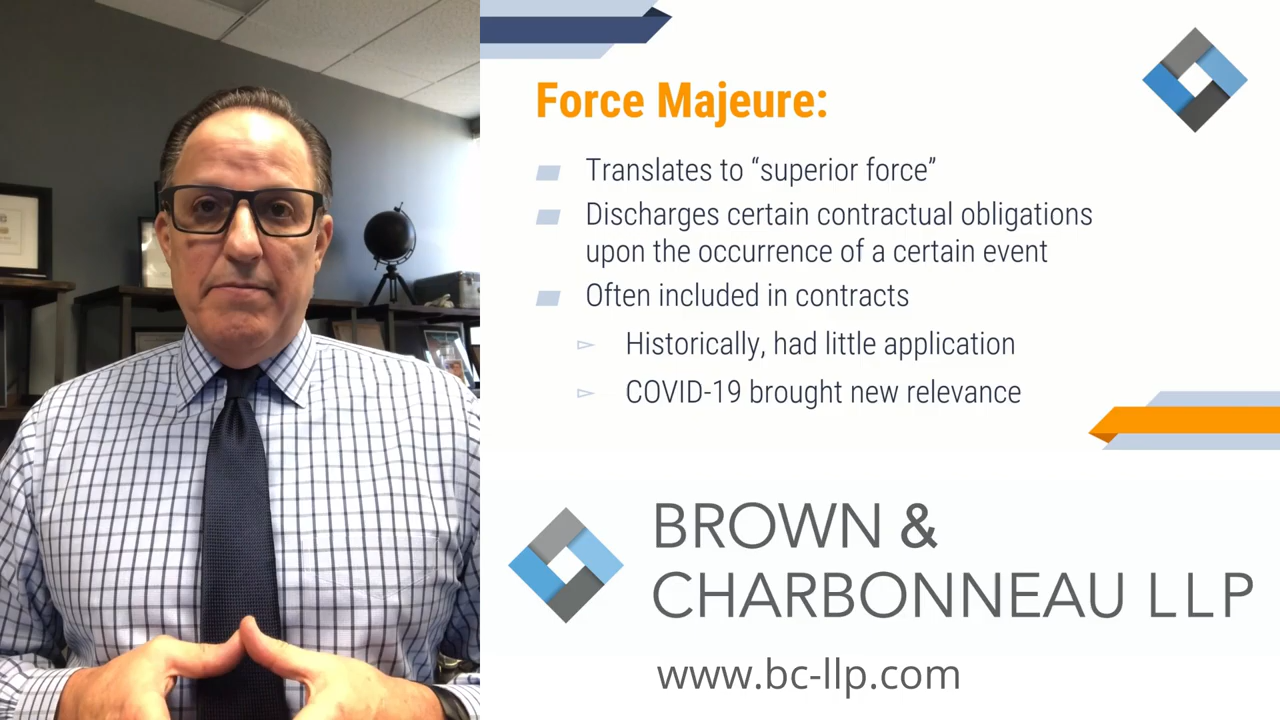 Force Majeure:
Translates to “superior force”
Discharges certain contractual obligations
upon the occurrence of a certain event
Often included in contracts
Historically, had little application
COVID-19 brought new relevance
BROWN &
CHARBONNEAU LLP
www.bc-llp.com